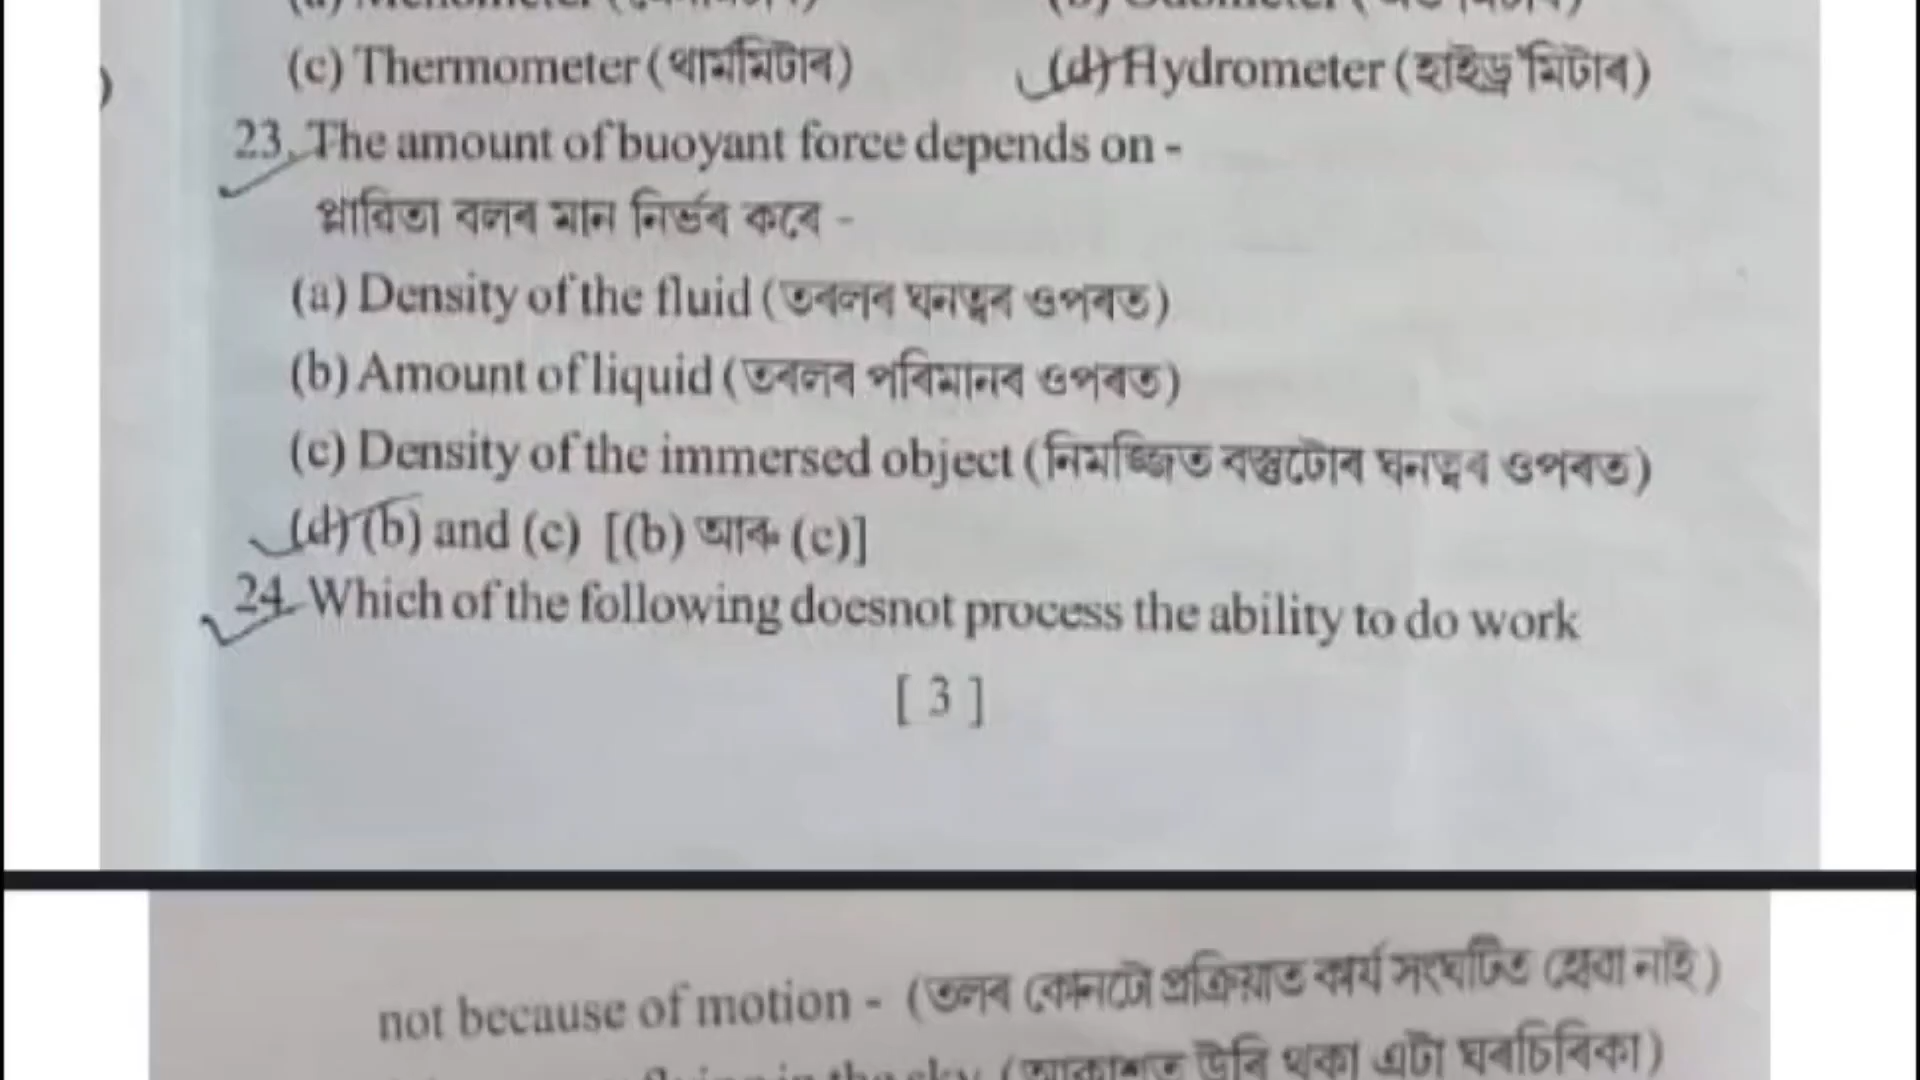 (c) Thermometer (থাৰ্মমিটাৰ) (d) Hydrometer (হাইড্ৰ'মিটাৰ)
)
23. The amount of buoyant force depends on -
প্লাবিতা বলৰ মান নিৰ্ভৰ কৰে -
(a) Density of the fluid (তৰলৰ ঘনত্বৰ ওপৰত)
(b) Amount of liquid (তৰলৰ পৰিমানৰ ওপৰত)
(c) Density of the immersed object (নিমজ্জিত বস্তুটোৰ ঘনত্বৰ ওপৰত)
(d) (b) and (c) [(b) আৰু (c)]
24. Which of the following doesnot process the ability to do work
[ 3 ]
not because of motion - (তলৰ কোনটো প্ৰক্ৰিয়াত কাৰ্য সংঘটিত হোৱা নাই)
in the sky (আকাশত উৰি থকা এটা ঘৰচিৰিকা)